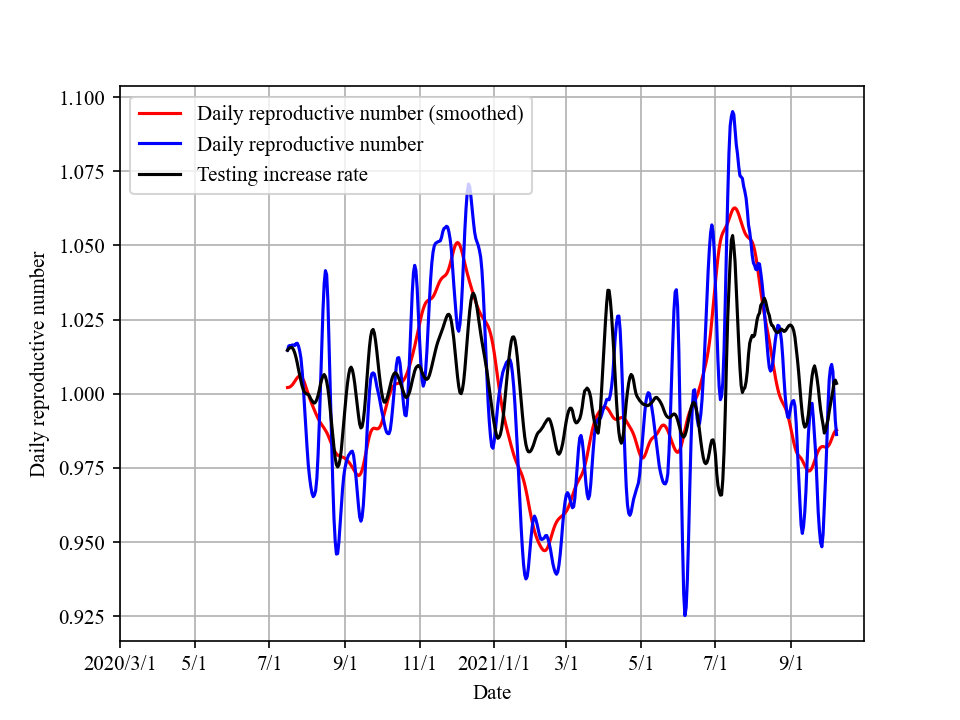 1.100
1.075
1.050
1.025
1.000
0.975
0.950
0.925
Daily reproductive number
Daily reproductive number (smoothed)
Daily reproductive number
Testing increase rate
2020/3/1 5/1 7/1 9/1 11/1 2021/1/1 3/1 5/1 7/1 9/1
Date